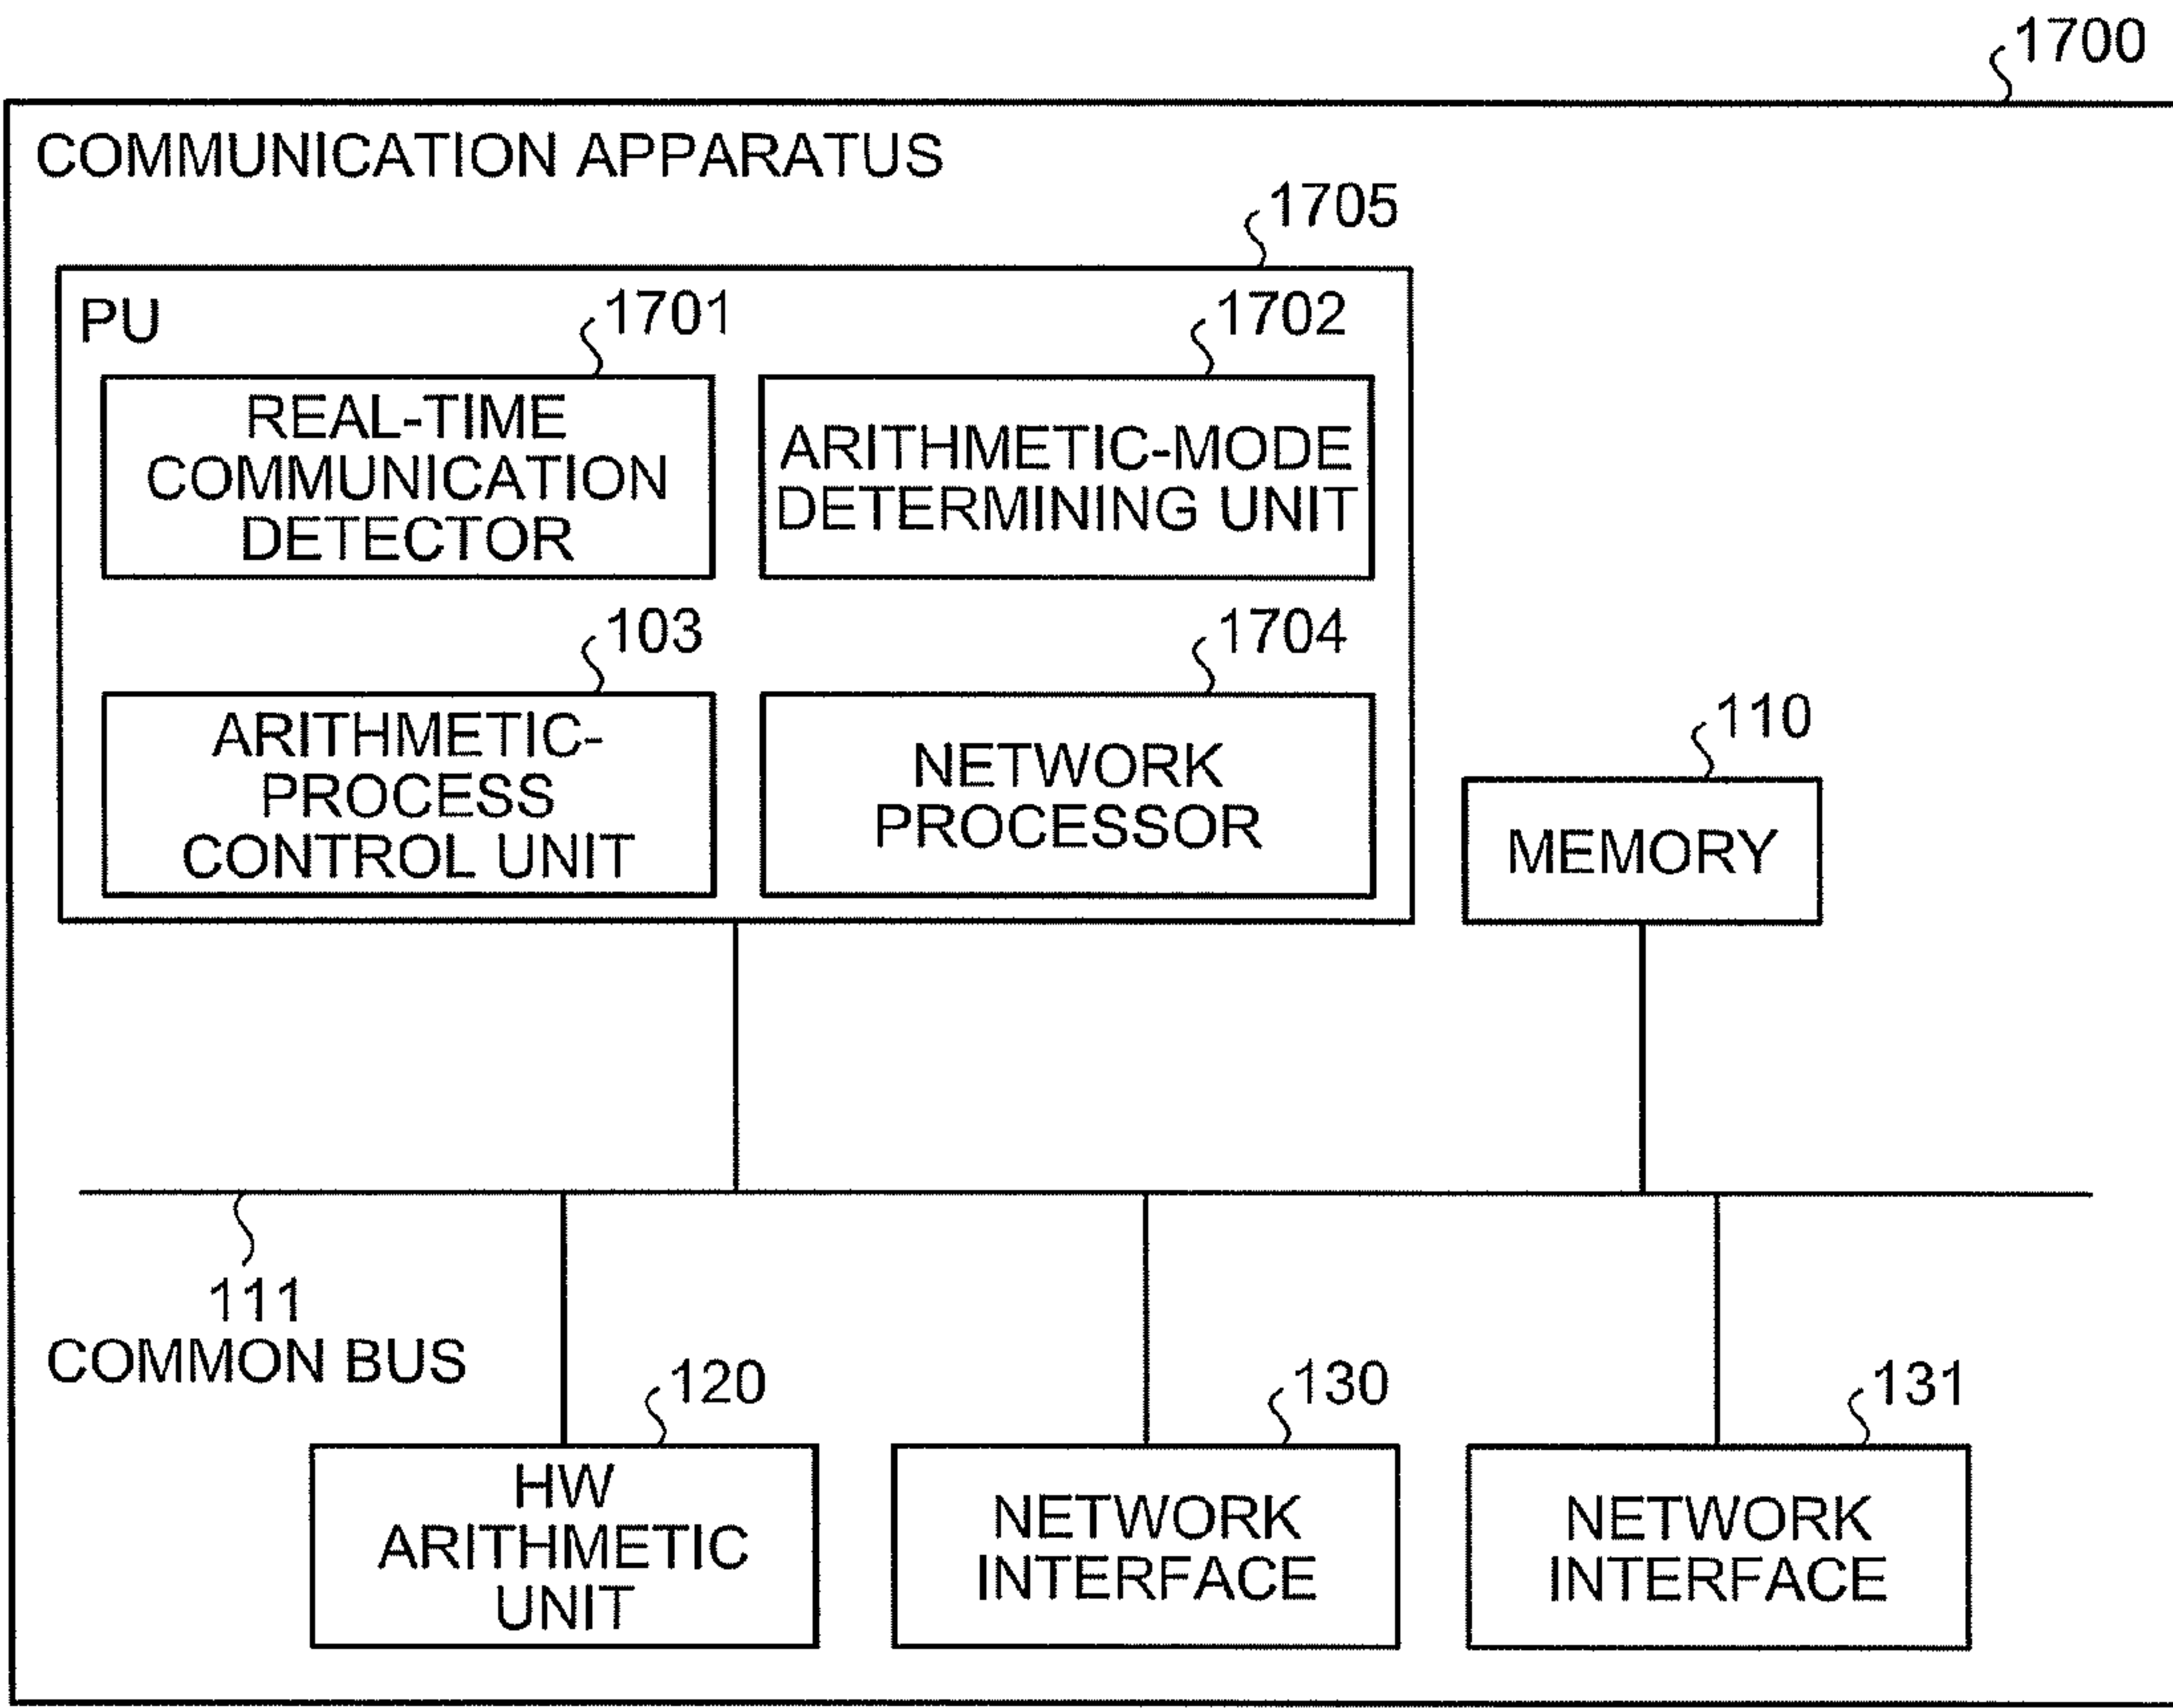 1700
COMMUNICATION APPARATUS
1705
PU
1701
REAL-TIME
COMMUNICATION
DETECTOR
1702
ARITHMETIC-MODE
DETERMINING UNIT
103
ARITHMETIC-
PROCESS
CONTROL UNIT
1704
NETWORK
PROCESSOR
110
MEMORY
111
COMMON BUS
120
HW
ARITHMETIC
UNIT
130
NETWORK
INTERFACE
131
NETWORK
INTERFACE